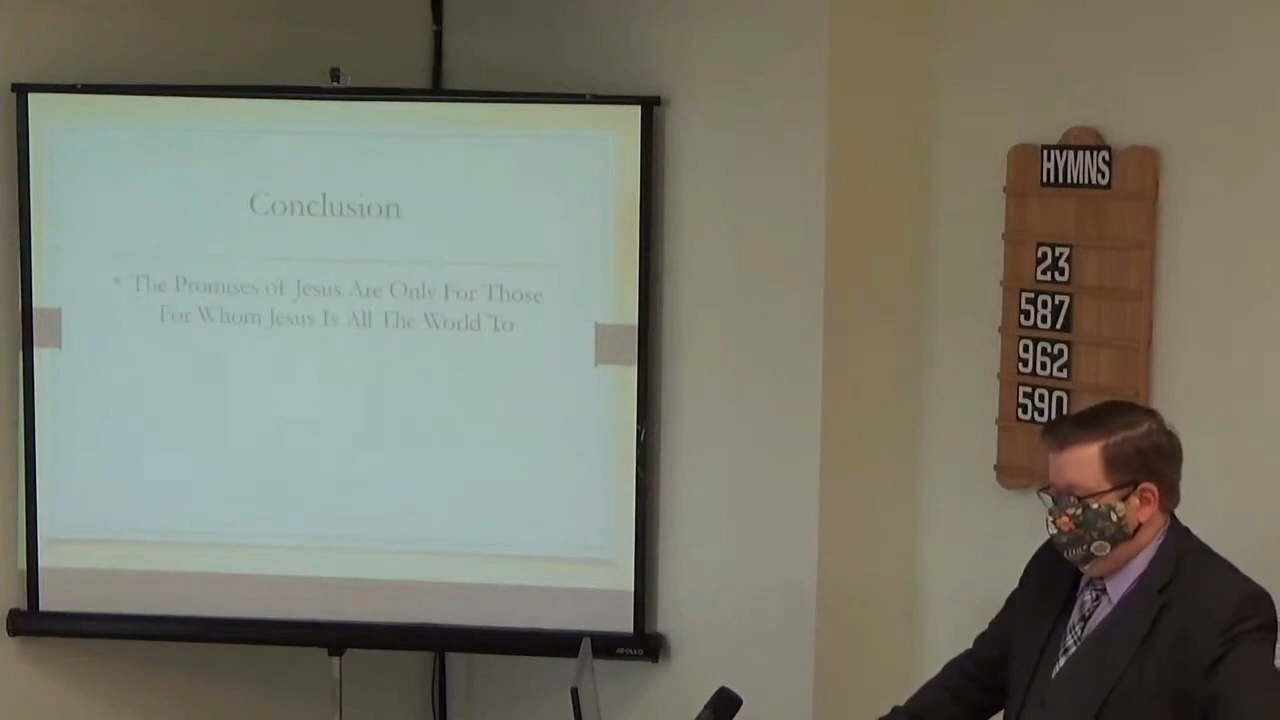 Conclusion
* The Promises of Jesus Are Only For Those
For Whom Jesus Is All The World To
HYMNS
23
587
962
590
APOLLO